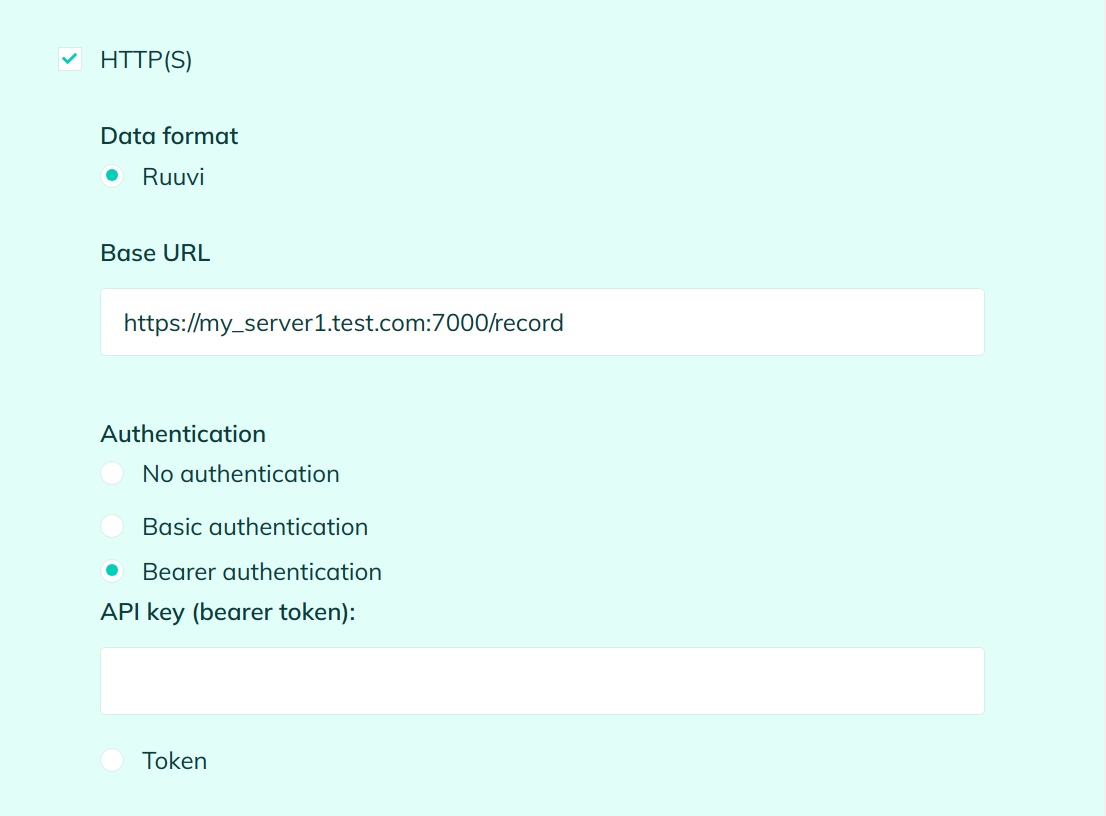 HTTP(S)
Data format
Ruuvi
Base URL
https://my_server1.test.com:7000/record
Authentication
No authentication
Basic authentication
Bearer authentication
API key (bearer token):
Token